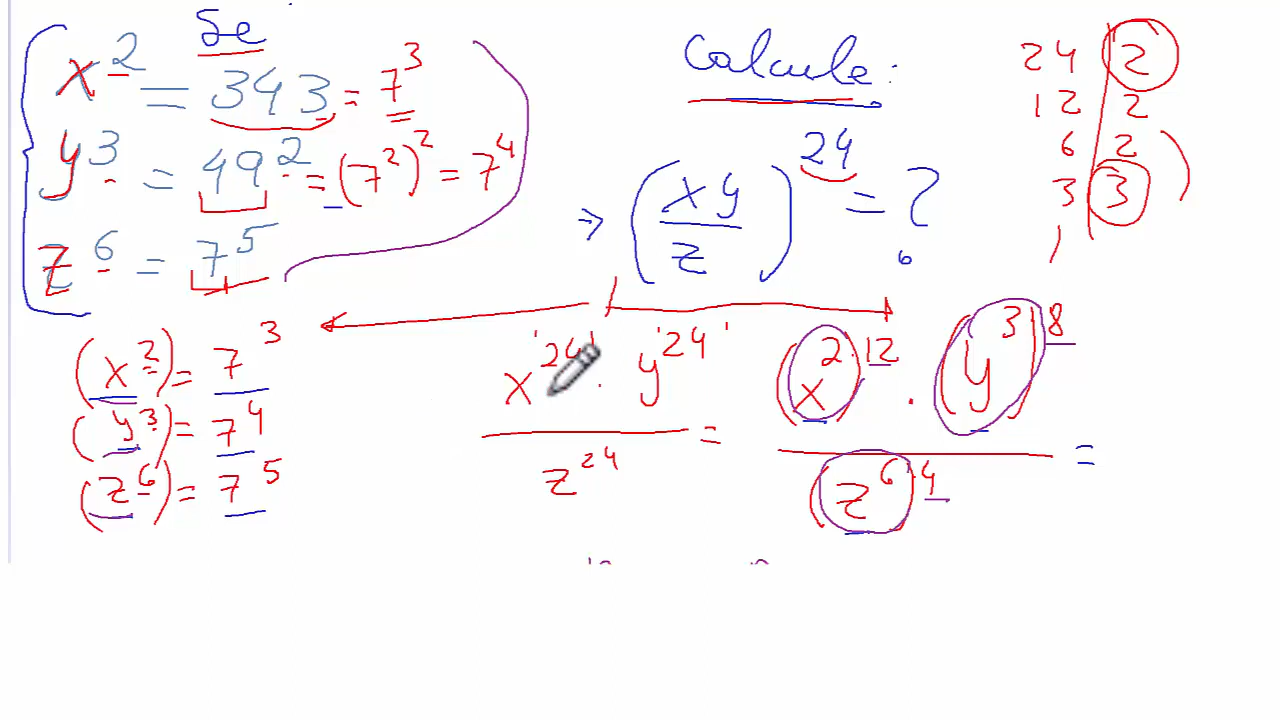 Se
x² = 343 = 7³
y³ = 49² = (7²)² = 7⁴
z⁶ = 7⁵
Calcule:
⇒ (xy/z)²⁴ = ?
24 | 2
12 | 2
6 | 2
3 | 3
1
(x²) = 7³
(y³) = 7⁴
(z⁶) = 7⁵
x²⁴ · y²⁴ / z²⁴ = (x²)¹² · (y³)⁸ / (z⁶)⁴ =